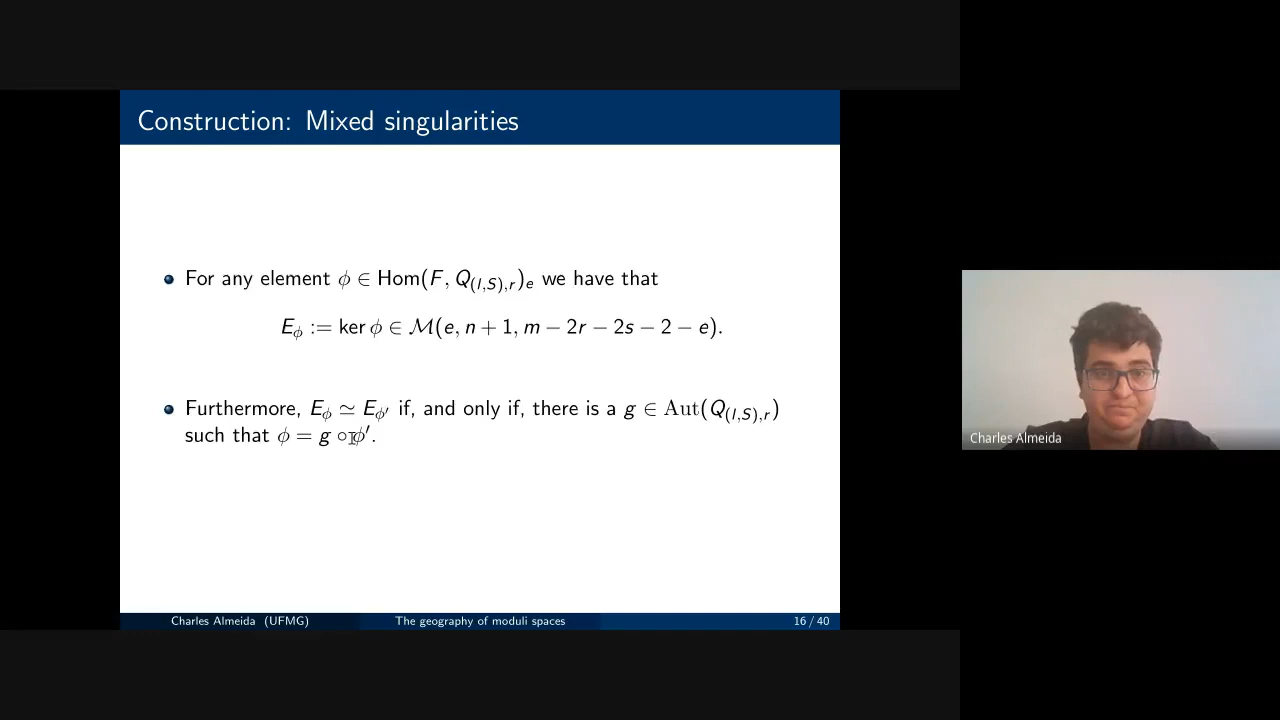 Construction: Mixed singularities
For any element ϕ ∈ Hom(F, Q_{(l,S),r})_e we have that
E_ϕ := ker ϕ ∈ M(e, n + 1, m − 2r − 2s − 2 − e).
Furthermore, E_ϕ ≃ E_{ϕ′} if, and only if, there is a g ∈ Aut(Q_{(l,S),r})
such that ϕ = g ∘ ϕ′.
Charles Almeida (UFMG)
The geography of moduli spaces
16 / 40
Charles Almeida